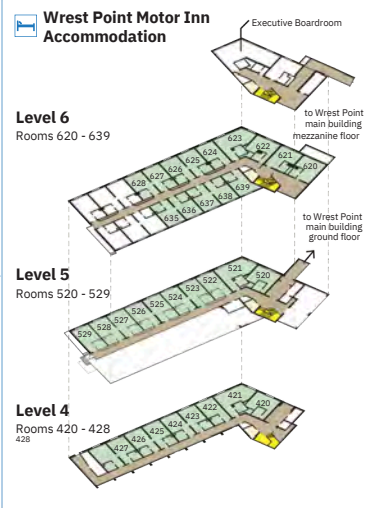 Wrest Point Motor Inn
Accommodation
Executive Boardroom
to Wrest Point
main building
mezzanine floor
Level 6
Rooms 620 - 639
623
622
621
620
624
625
626
627
628
639
638
637
636
635
to Wrest Point
main building
ground floor
Level 5
Rooms 520 - 529
521
520
522
523
524
525
526
527
528
529
Level 4
Rooms 420 - 428
428
421
420
422
423
424
425
426
427